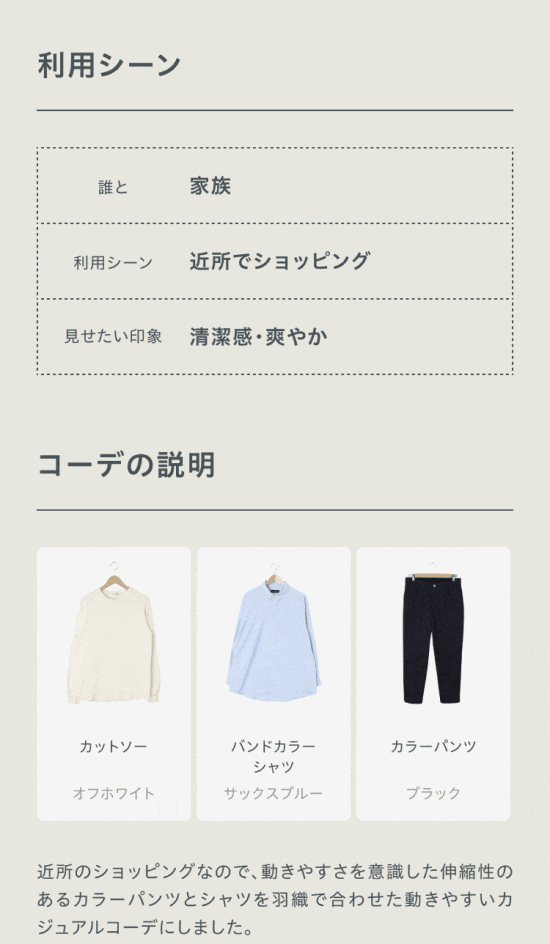 利用シーン
誰と 家族
利用シーン 近所でショッピング
見せたい印象 清潔感・爽やか
コーデの説明
カットソー
オフホワイト
バンドカラー
シャツ
サックスブルー
カラーパンツ
ブラック
近所のショッピングなので、動きやすさを意識した伸縮性の
あるカラーパンツとシャツを羽織で合わせた動きやすいカ
ジュアルコーデにしました。